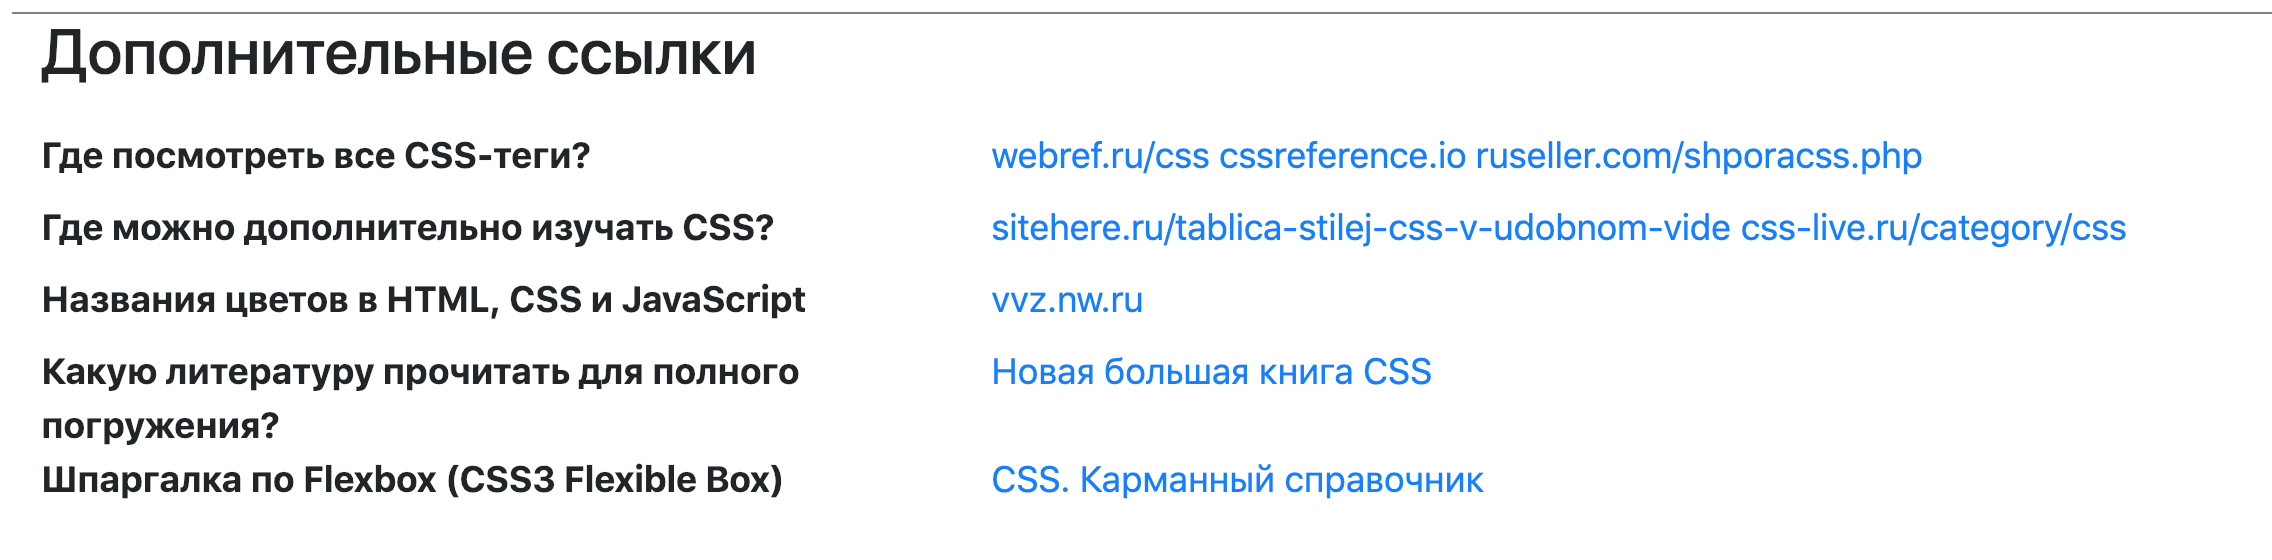 Дополнительные ссылки
Где посмотреть все CSS-теги?
webref.ru/css cssreference.io ruseller.com/shporacss.php
Где можно дополнительно изучать CSS?
sitehere.ru/tablica-stilej-css-v-udobnom-vide css-live.ru/category/css
Названия цветов в HTML, CSS и JavaScript
vvz.nw.ru
Какую литературу прочитать для полного
погружения?
Новая большая книга CSS
Шпаргалка по Flexbox (CSS3 Flexible Box)
CSS. Карманный справочник